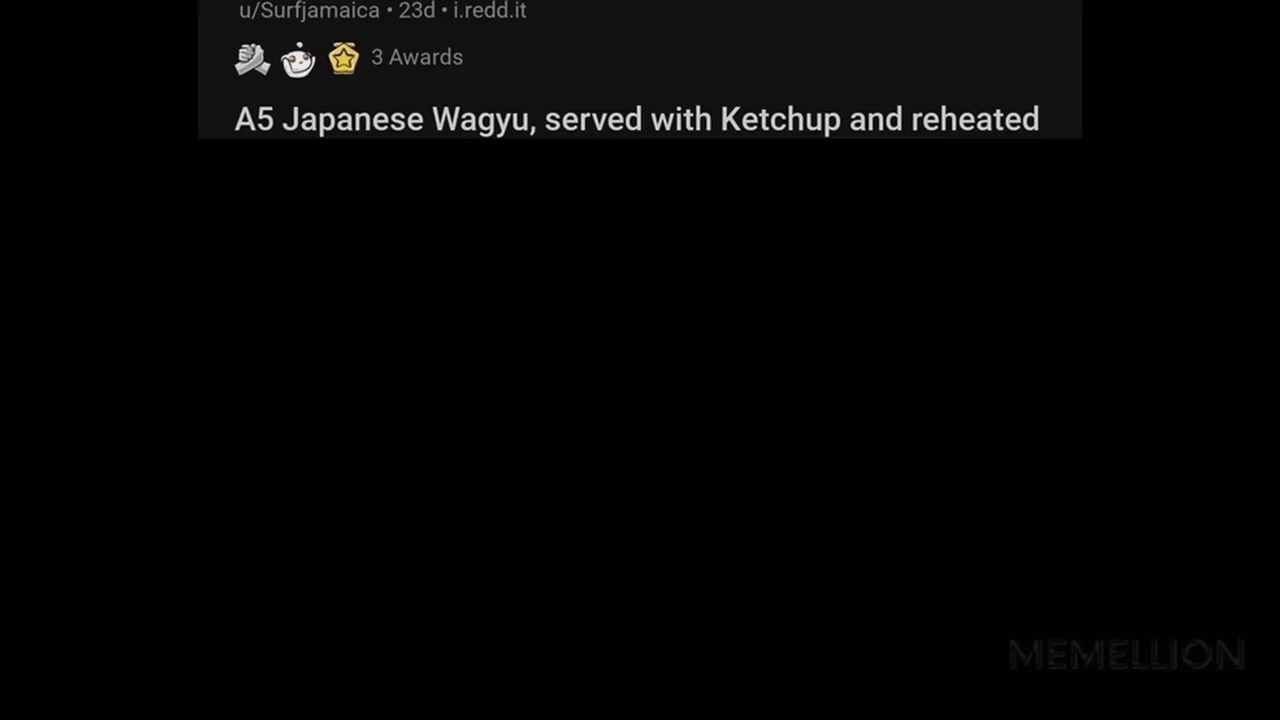 u/Surfjamaica • 23d • i.redd.it
3 Awards
A5 Japanese Wagyu, served with Ketchup and reheated
MEMELLION